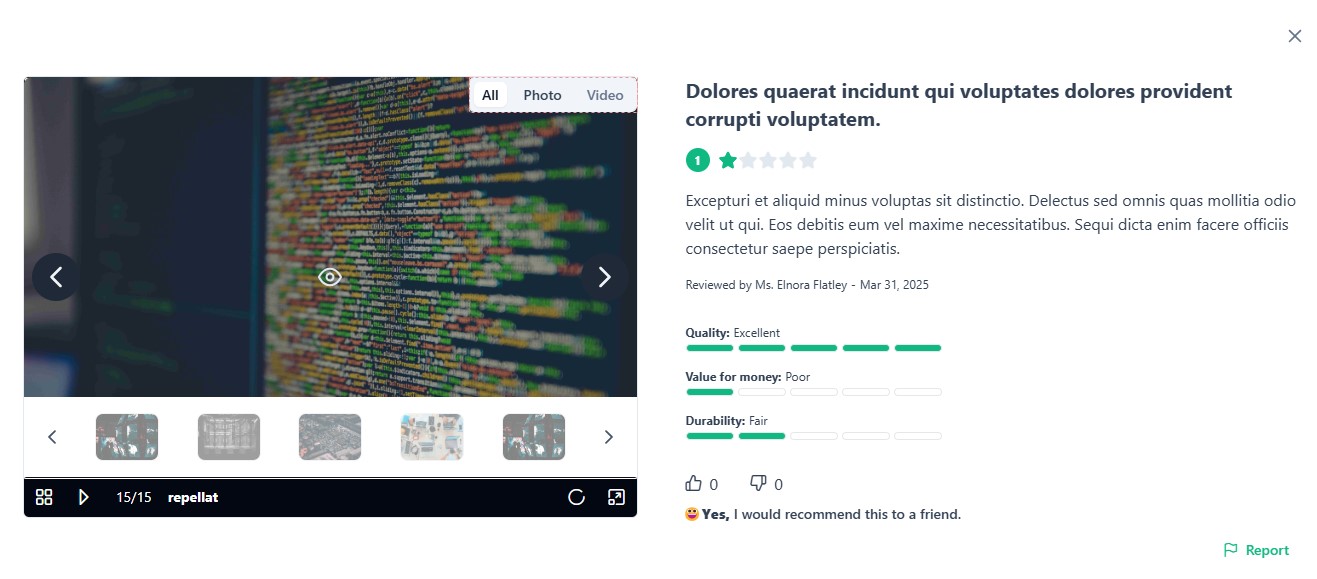 All Photo Video
Dolores quaerat incidunt qui voluptates dolores provident
corrupti voluptatem.
1
Excepturi et aliquid minus voluptas sit distinctio. Delectus sed omnis quas mollitia odio
velit ut qui. Eos debitis eum vel maxime necessitatibus. Sequi dicta enim facere officiis
consectetur saepe perspiciatis.
Reviewed by Ms. Elnora Flatley - Mar 31, 2025
Quality: Excellent
Value for money: Poor
Durability: Fair
0 0
Yes, I would recommend this to a friend.
15/15 repellat
Report